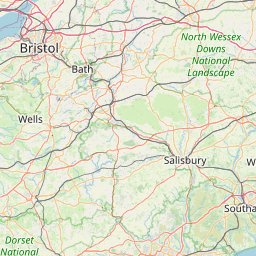 North Wessex
Downs
National
Landscape
Bristol
Bath
Wells
Salisbury
W
Southa
Dorset
National